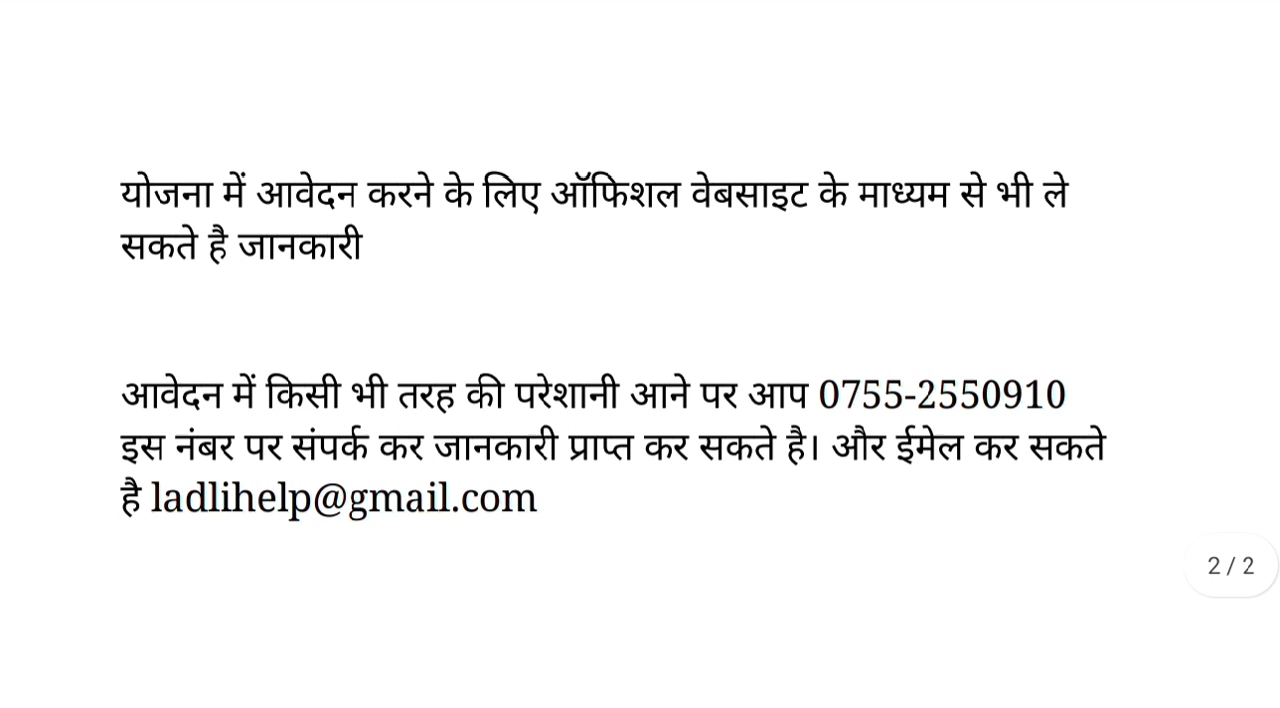 योजना में आवेदन करने के लिए ऑफिशल वेबसाइट के माध्यम से भी ले
सकते है जानकारी
आवेदन में किसी भी तरह की परेशानी आने पर आप 0755-2550910
इस नंबर पर संपर्क कर जानकारी प्राप्त कर सकते है। और ईमेल कर सकते
है ladlihelp@gmail.com
2 / 2